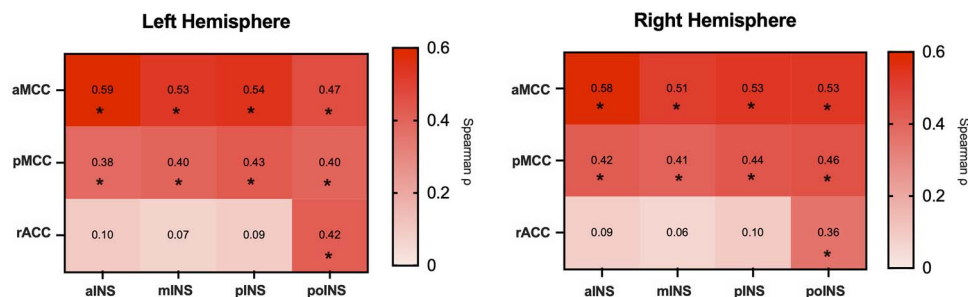 Left Hemisphere
aMCC 0.59 0.53 0.54 0.47
* * * *
pMCC 0.38 0.40 0.43 0.40
* * * *
rACC 0.10 0.07 0.09 0.42
*
aINS mINS pINS poINS
0.6
0.4
0.2
0
Spearman ρ
Right Hemisphere
aMCC 0.58 0.51 0.53 0.53
* * * *
pMCC 0.42 0.41 0.44 0.46
* * * *
rACC 0.09 0.06 0.10 0.36
*
aINS mINS pINS poINS
0.6
0.4
0.2
0
Spearman ρ